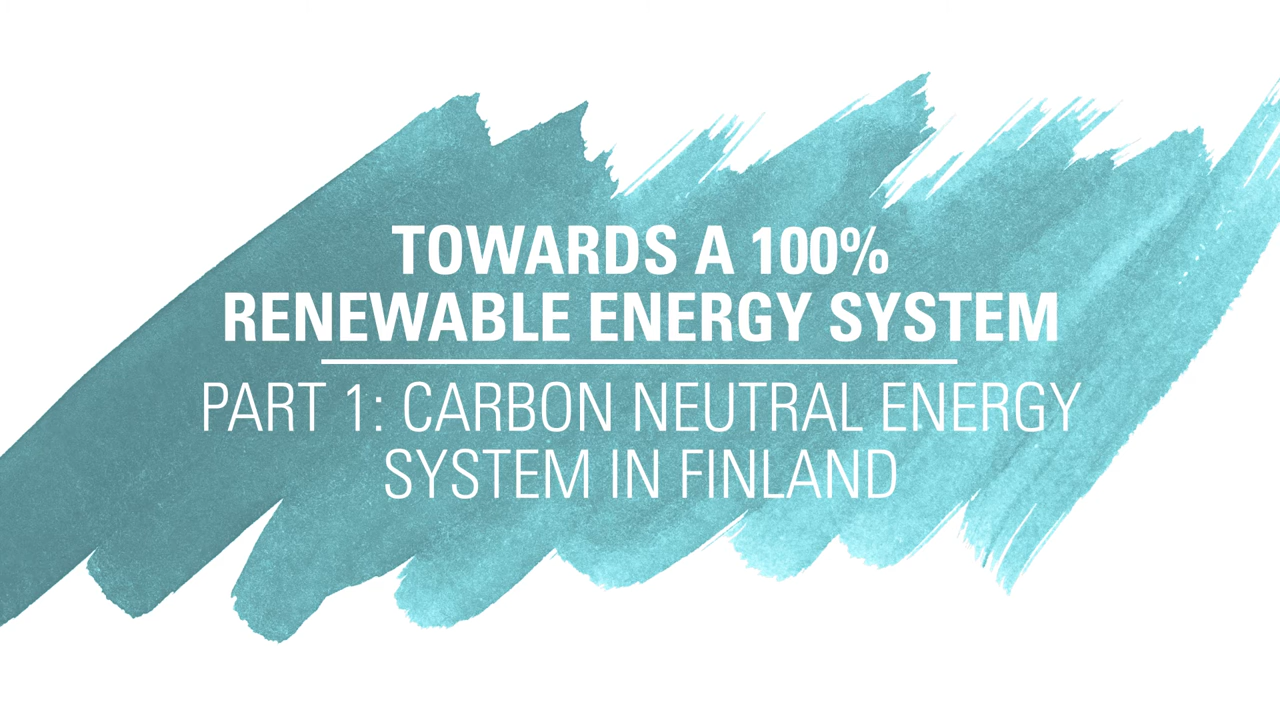 TOWARDS A 100%
RENEWABLE ENERGY SYSTEM
PART 1: CARBON NEUTRAL ENERGY
SYSTEM IN FINLAND